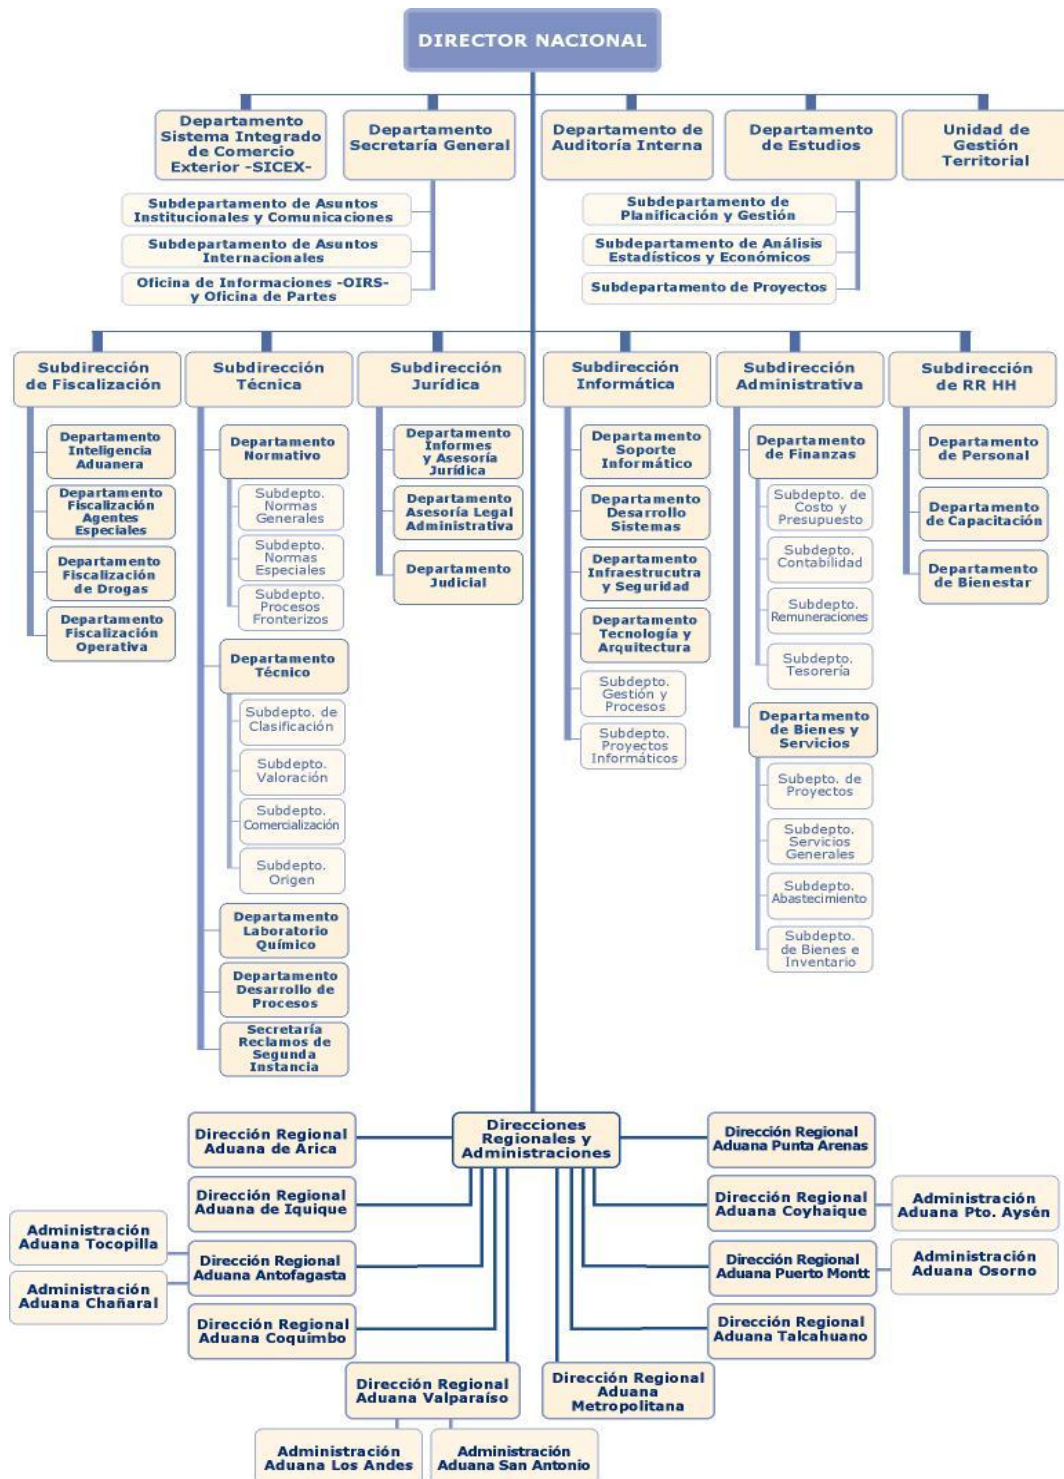 DIRECTOR NACIONAL
Departamento
Sistema Integrado
de Comercio
Exterior -SICEX-
Departamento
Secretaría General
Departamento de
Auditoría Interna
Departamento
de Estudios
Unidad de
Gestión
Territorial
Subdepartamento de Asuntos
Institucionales y Comunicaciones
Subdepartamento de Asuntos
Internacionales
Oficina de Informaciones -OIRS-
y Oficina de Partes
Subdepartamento de
Planificación y Gestión
Subdepartamento de Análisis
Estadísticos y Económicos
Subdepartamento de Proyectos
Subdirección
de Fiscalización
Departamento
Inteligencia
Aduanera
Departamento
Fiscalización
Agentes
Especiales
Departamento
Fiscalización
de Drogas
Departamento
Fiscalización
Operativa
Subdirección
Técnica
Departamento
Normativo
Subdepto.
Normas
Generales
Subdepto.
Normas
Especiales
Subdepto.
Procesos
Fronterizos
Departamento
Técnico
Subdepto. de
Clasificación
Subdepto.
Valoración
Subdepto.
Comercialización
Subdepto.
Origen
Departamento
Laboratorio
Químico
Departamento
Desarrollo de
Procesos
Secretaría
Reclamos de
Segunda
Instancia
Subdirección
Jurídica
Departamento
Informes
y Asesoría
Jurídica
Departamento
Asesoría Legal
Administrativa
Departamento
Judicial
Subdirección
Informática
Departamento
Soporte
Informático
Departamento
Desarrollo
Sistemas
Departamento
Infraestrucutra
y Seguridad
Departamento
Tecnología y
Arquitectura
Subdepto.
Gestión y
Procesos
Subdepto.
Proyectos
Informáticos
Subdirección
Administrativa
Departamento
de Finanzas
Subdepto. de
Costo y
Presupuesto
Subdepto.
Contabilidad
Subdepto.
Remuneraciones
Subdepto.
Tesorería
Departamento
de Bienes y
Servicios
Subepto. de
Proyectos
Subdepto.
Servicios
Generales
Subdepto.
Abastecimiento
Subdepto.
de Bienes e
Inventario
Subdirección
de RR HH
Departamento
de Personal
Departamento
de Capacitación
Departamento
de Bienestar
Direcciones
Regionales y
Administraciones
Dirección Regional
Aduana de Arica
Dirección Regional
Aduana de Iquique
Administración
Aduana Tocopilla
Administración
Aduana Chañaral
Dirección Regional
Aduana Antofagasta
Dirección Regional
Aduana Coquimbo
Dirección Regional
Aduana Valparaíso
Administración
Aduana Los Andes
Administración
Aduana San Antonio
Dirección Regional
Aduana Punta Arenas
Dirección Regional
Aduana Coyhaique
Administración
Aduana Pto. Aysén
Dirección Regional
Aduana Puerto Montt
Administración
Aduana Osorno
Dirección Regional
Aduana Talcahuano
Dirección Regional
Aduana
Metropolitana